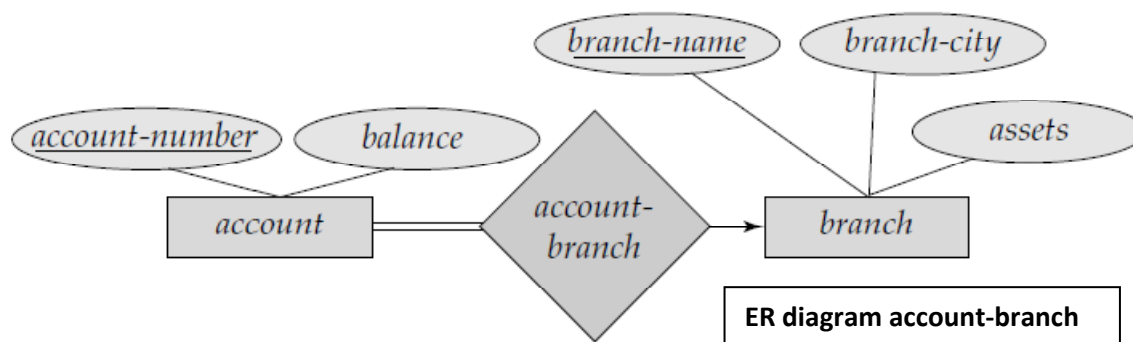 branch-name
branch-city
account-number
balance
assets
account
account-
branch
branch
ER diagram account-branch